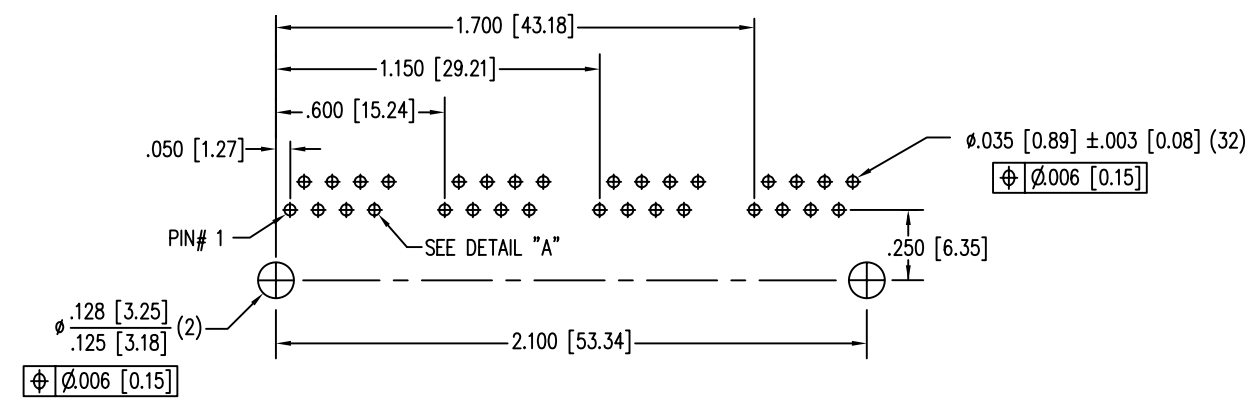 1.700 [43.18]
1.150 [29.21]
.600 [15.24]
.050 [1.27]
ø.035 [0.89] ±.003 [0.08] (32)
⌖ Ø.006 [0.15]
PIN# 1
SEE DETAIL "A"
.250 [6.35]
ø .128 [3.25]
.125 [3.18] (2)
2.100 [53.34]
⌖ Ø.006 [0.15]